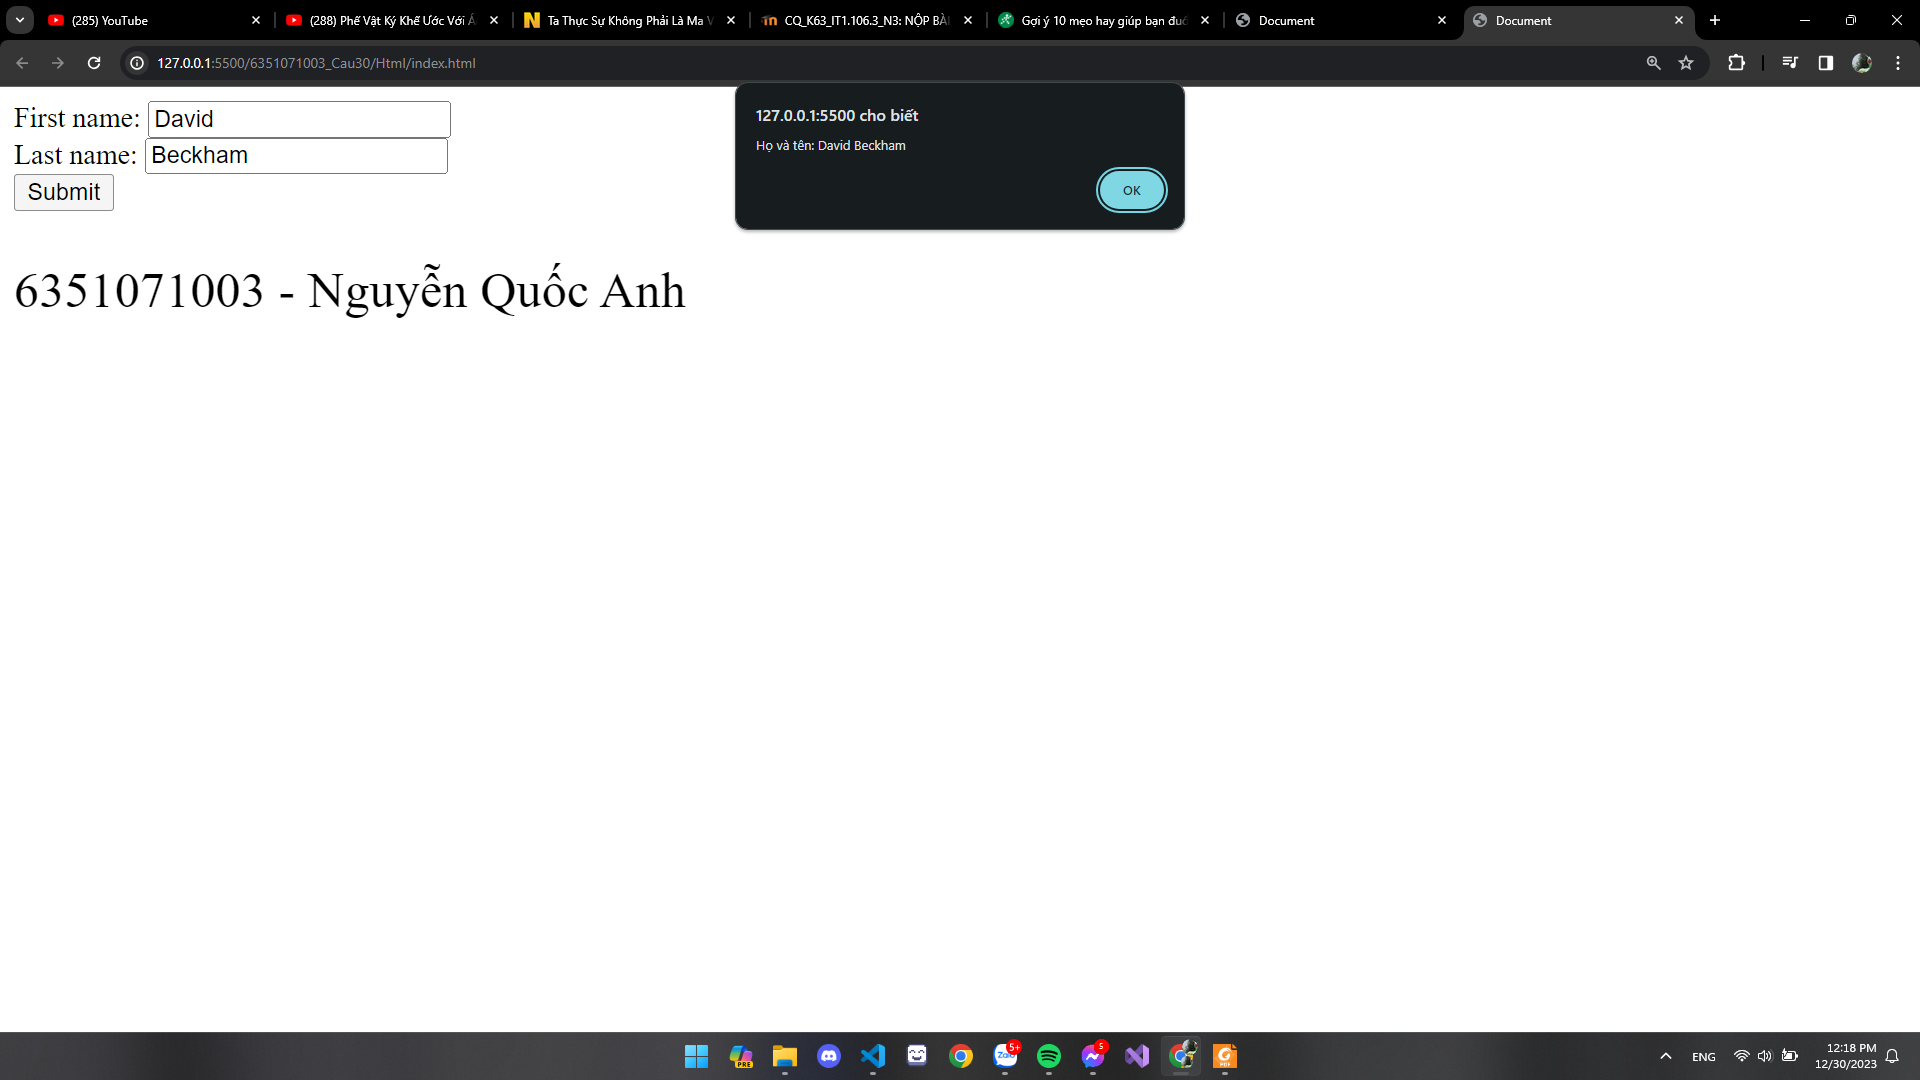 (285) YouTube
(288) Phế Vật Ký Khế Ước Với
Ta Thực Sự Không Phải Là Ma
CQ_K63_IT1.106.3_N3: NỘP
Gợi ý 10 mẹo hay giúp bạn
Document
Document
127.0.0.1:5500/6351071003_Cau30/Html/index.html
First name: David
Last name: Beckham
Submit
127.0.0.1:5500 cho biết
Họ và tên: David Beckham
OK
6351071003 - Nguyễn Quốc Anh
PRE
Zalo
5+
5
PDF
ENG
12:18 PM
12/30/2023